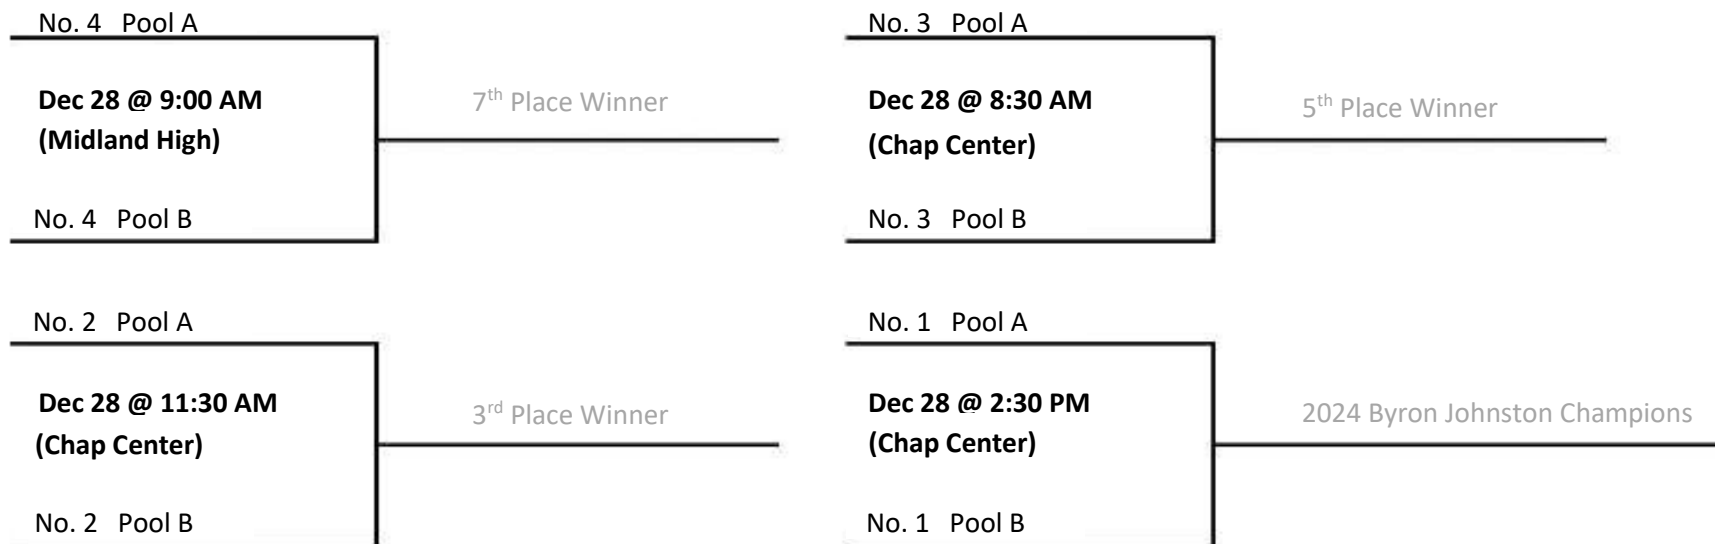 No. 4 Pool A
Dec 28 @ 9:00 AM
(Midland High)
7th Place Winner
No. 4 Pool B
No. 3 Pool A
Dec 28 @ 8:30 AM
(Chap Center)
5th Place Winner
No. 3 Pool B
No. 2 Pool A
Dec 28 @ 11:30 AM
(Chap Center)
3rd Place Winner
No. 2 Pool B
No. 1 Pool A
Dec 28 @ 2:30 PM
(Chap Center)
2024 Byron Johnston Champions
No. 1 Pool B